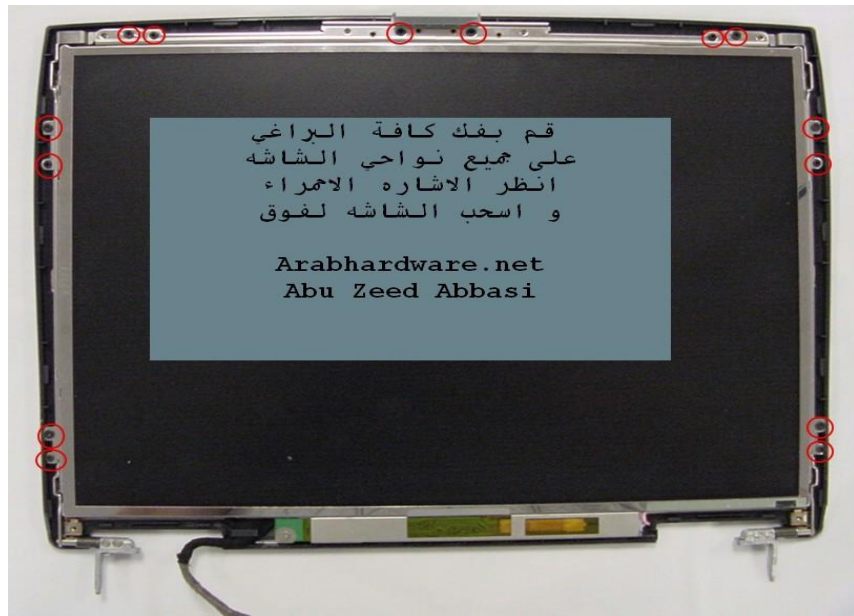 قم بفك كافة البراغي
على جميع نواحي الشاشه
انظر الاشاره الاحمراء
و اسحب الشاشه لفوق
Arabhardware.net
Abu Zeed Abbasi